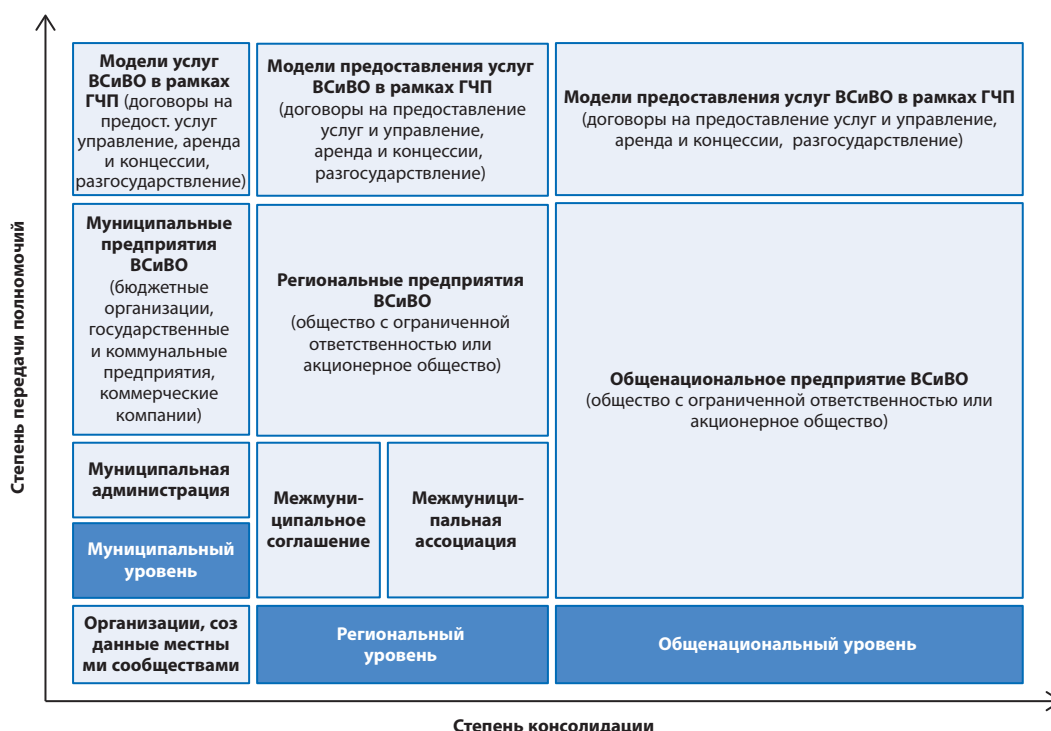 Степень передачи полномочий
Модели услуг
ВСиВО в рамках
ГЧП (договоры на
предост. услуг
управление, аренда
и концессии,
разгосударствление)
Модели предоставления услуг
ВСиВО в рамках ГЧП
(договоры на предоставление
услуг и управление,
аренда и концессии,
разгосударствление)
Модели предоставления услуг ВСиВО в рамках ГЧП
(договоры на предоставление услуг и управление,
аренда и концессии, разгосударствление)
Муниципальные
предприятия
ВСиВО
(бюджетные
организации,
государственные
и коммунальные
предприятия,
коммерческие
компании)
Региональные предприятия
ВСиВО
(общество с ограниченной
ответственностью или
акционерное общество)
Общенациональное предприятие ВСиВО
(общество с ограниченной ответственностью или
акционерное общество)
Муниципальная
администрация
Межмуни-
ципальное
соглашение
Межмуници-
пальная
ассоциация
Муниципальный
уровень
Организации, соз
данные местны
ми сообществами
Региональный
уровень
Общенациональный уровень
Степень консолидации